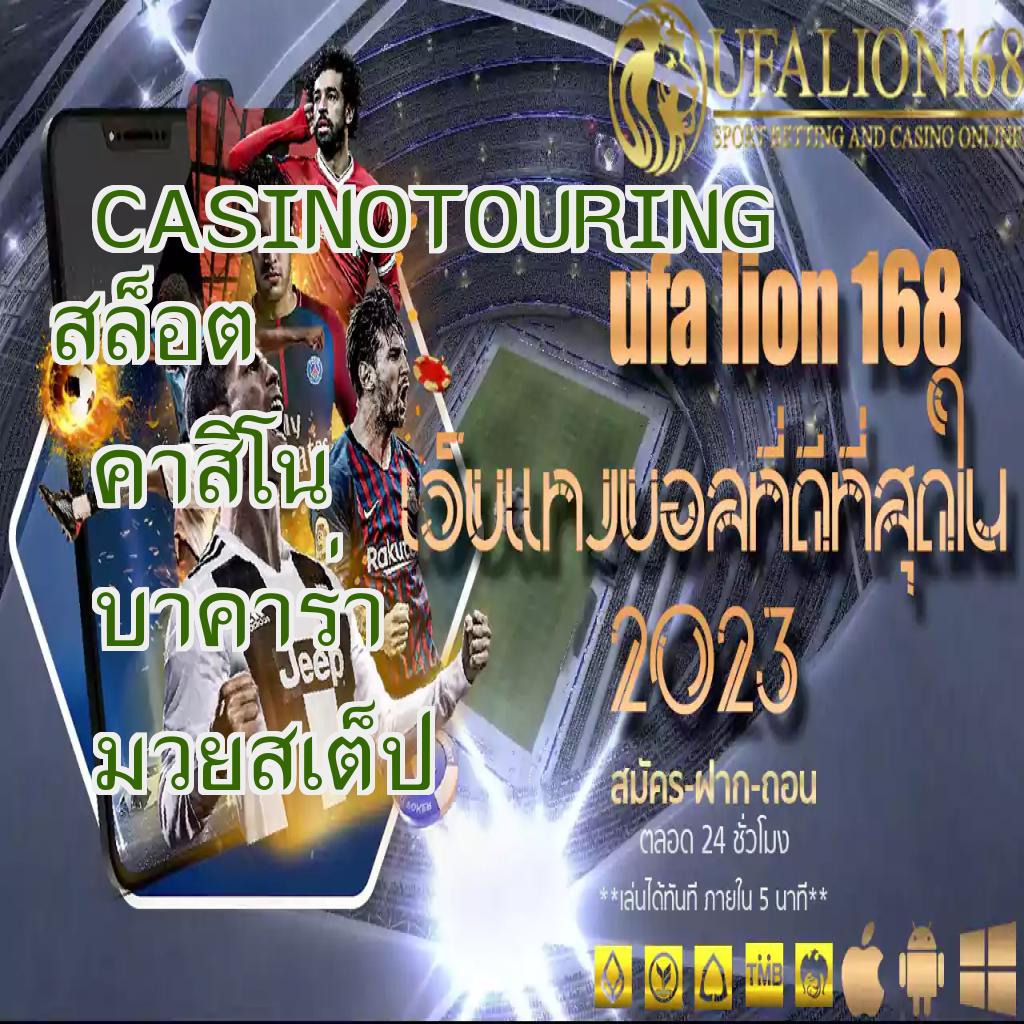 UFALION168
SPORT BETTING AND CASINO ONLINE
CASINOTOURING
ufa lion 168
สล็อต
คาสิโน
เว็บแทงบอลที่ดีที่สุดใน
2023
บาคาร่า
มวยสเต็ป
สมัคร-ฝาก-ถอน
ตลอด 24 ชั่วโมง
**เล่นได้ทันที ภายใน 5 นาที**
TMB
Jeep